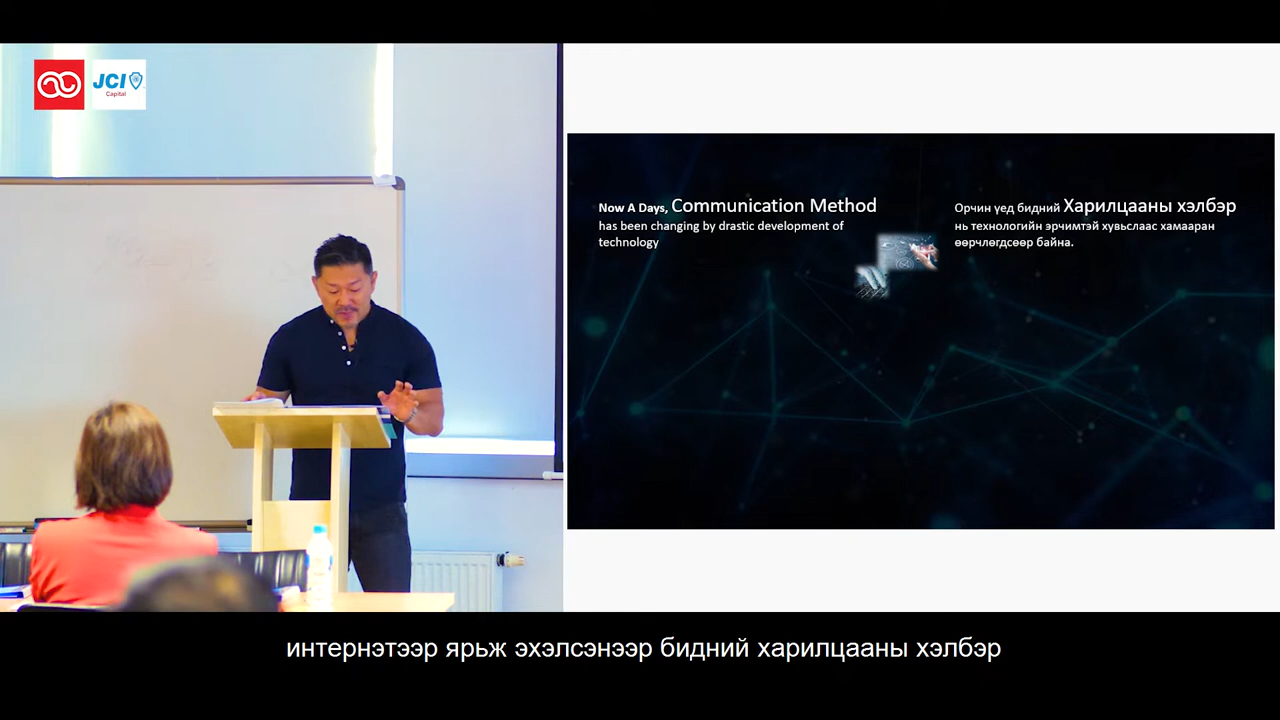 JCI
Capital
Now A Days, Communication Method
has been changing by drastic development of
technology
Орчин үед бидний Харилцааны хэлбэр
нь технологийн эрчимтэй хувьслаас хамааран
өөрчлөгдсөөр байна.
интернэтээр ярьж эхэлсэнээр бидний харилцааны хэлбэр